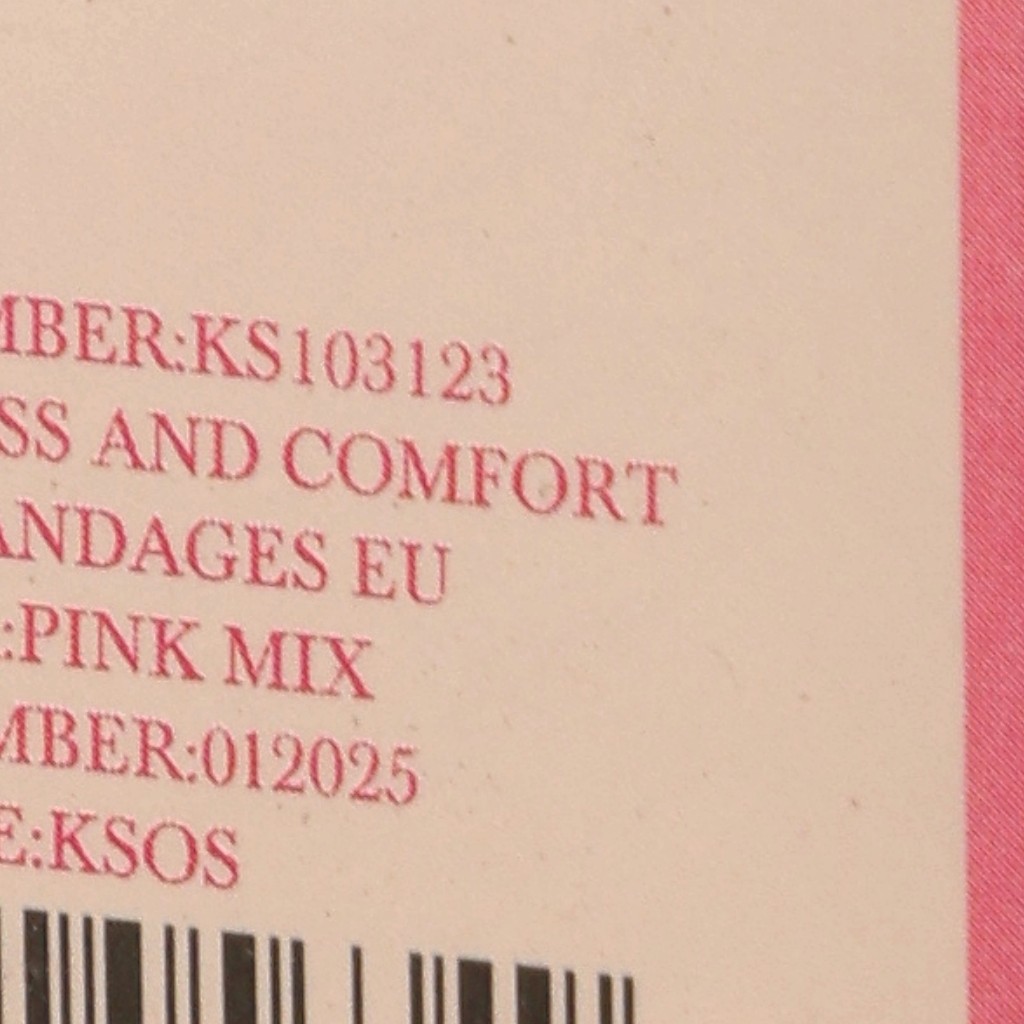 MBER:KS103123
SS AND COMFORT
ANDAGES EU
:PINK MIX
MBER:012025
E:KSOS